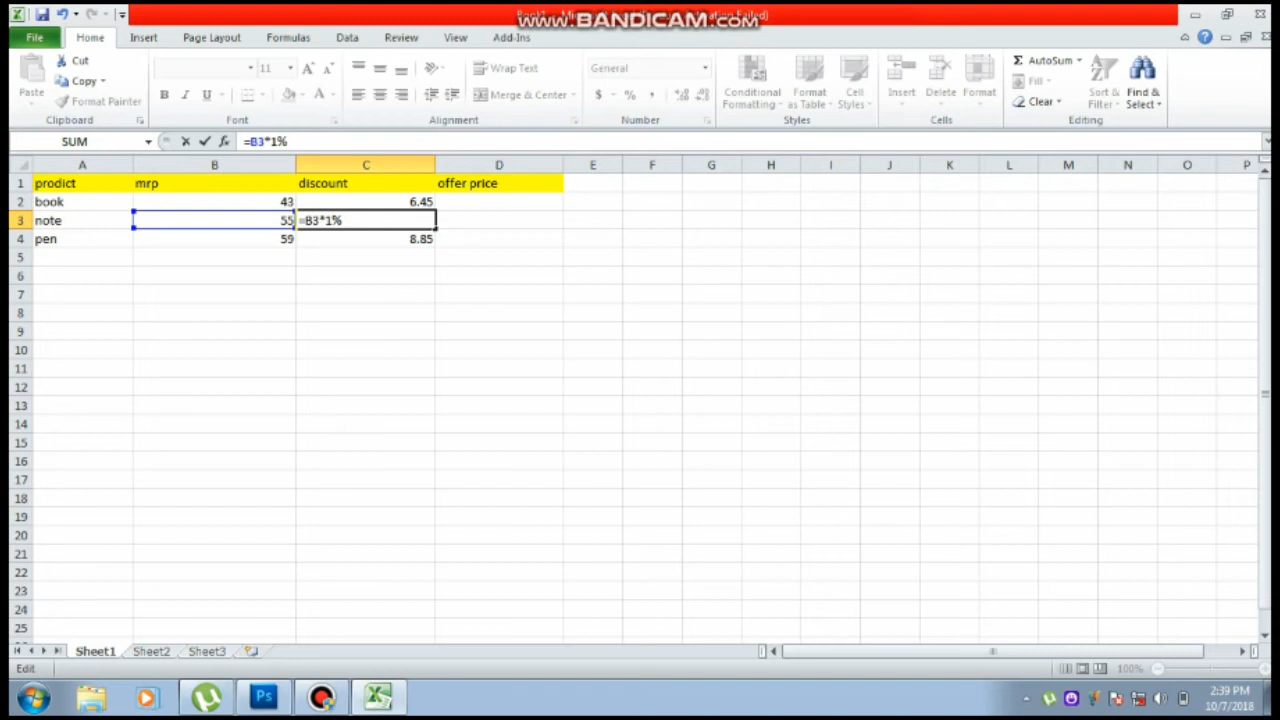 www.BANDICAM.com
File Home Insert Page Layout Formulas Data Review View Add-Ins
Cut 11 Wrap Text General AutoSum
Paste Copy Conditional Format Cell Insert Delete Format Fill Sort & Find &
Format Painter B I U Merge & Center $ % , Formatting as Table Styles Clear Filter Select
Clipboard Font Alignment Number Styles Cells Editing
SUM fx =B3*1%
A B C D E F G H I J K L M N O P
1 prodict mrp discount offer price
2 book 43 6.45
3 note 55 =B3*1%
4 pen 59 8.85
5
6
7
8
9
10
11
12
13
14
15
16
17
18
19
20
21
22
23
24
25
Sheet1 Sheet2 Sheet3
Edit 100%
Ps 2:39 PM
10/7/2018